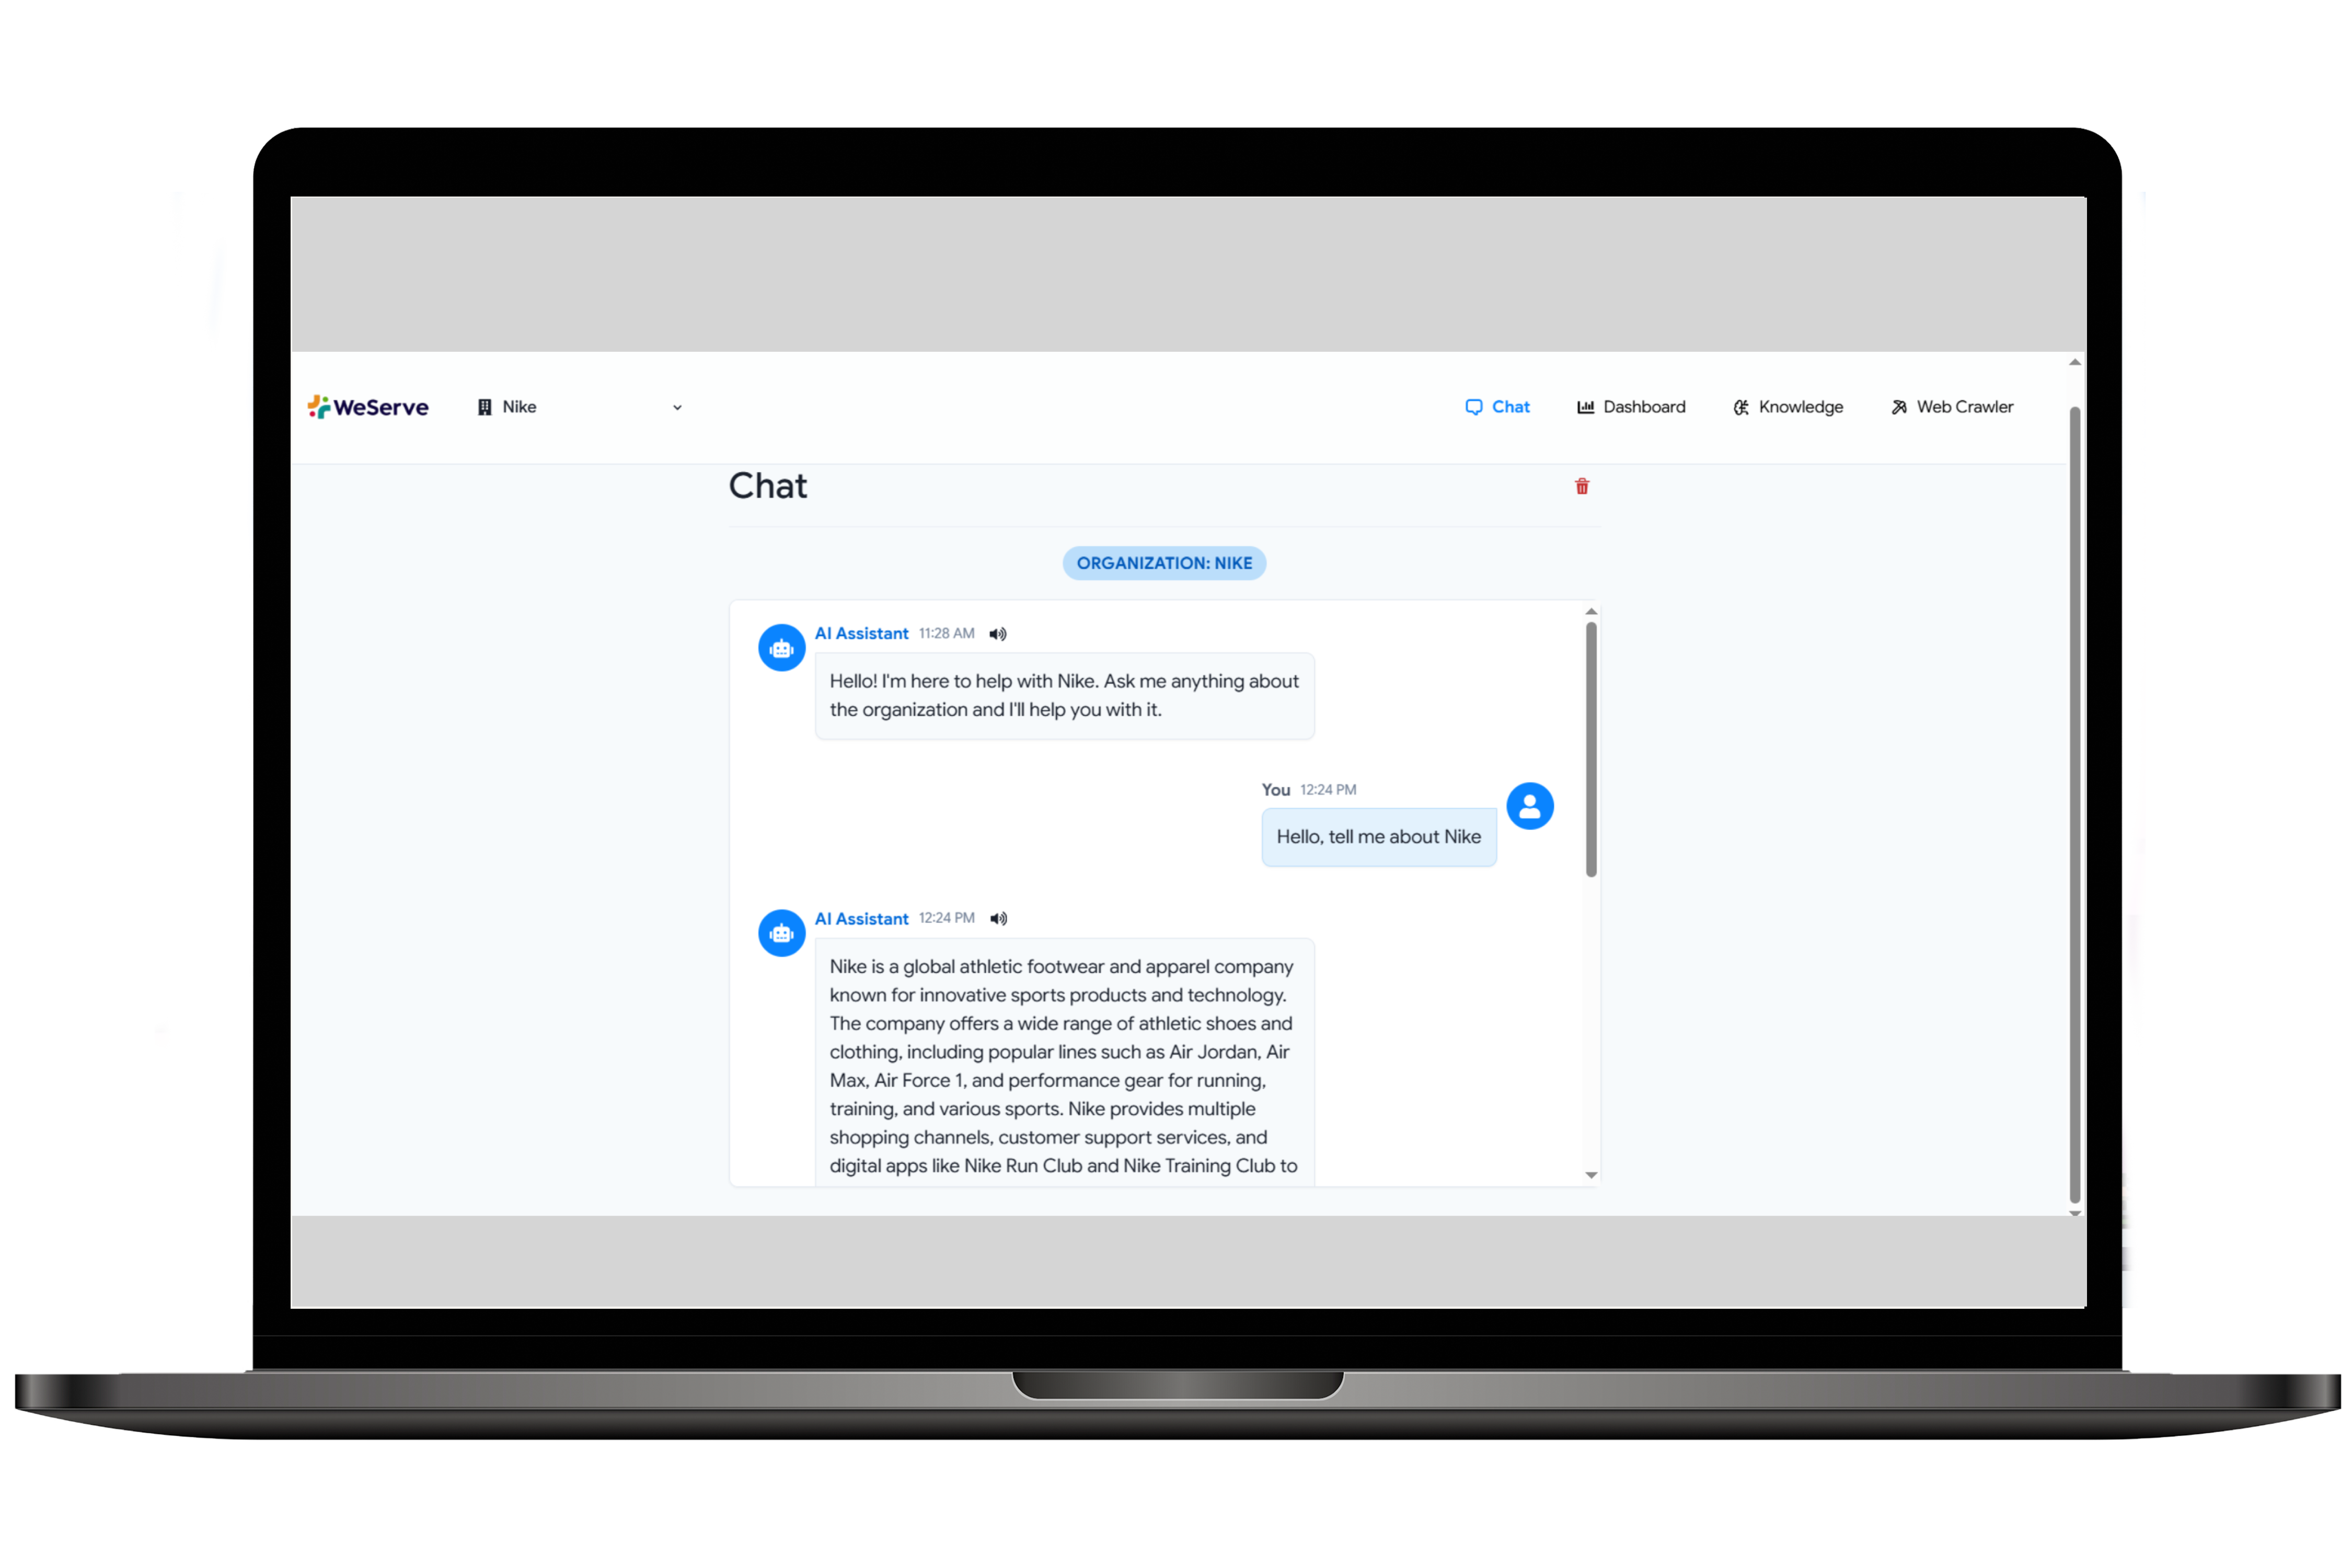 WeServe
Nike
Chat
Dashboard
Knowledge
Web Crawler
Chat
ORGANIZATION: NIKE
AI Assistant 11:28 AM
Hello! I'm here to help with Nike. Ask me anything about
the organization and I'll help you with it.
You 12:24 PM
Hello, tell me about Nike
AI Assistant 12:24 PM
Nike is a global athletic footwear and apparel company
known for innovative sports products and technology.
The company offers a wide range of athletic shoes and
clothing, including popular lines such as Air Jordan, Air
Max, Air Force 1, and performance gear for running,
training, and various sports. Nike provides multiple
shopping channels, customer support services, and
digital apps like Nike Run Club and Nike Training Club to